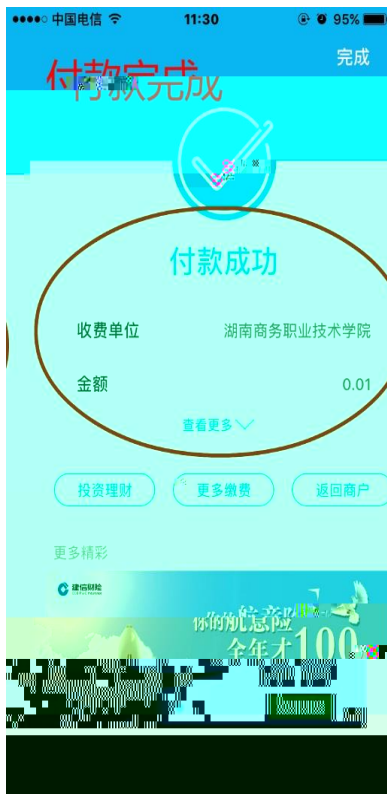 中国电信 11:30 95%
完成
付款完成
付款成功
收费单位 湖南商务职业技术学院
金额 0.01
查看更多
投资理财 更多缴费 返回商户
更多精彩
建信财险
你的航意险
全年才100